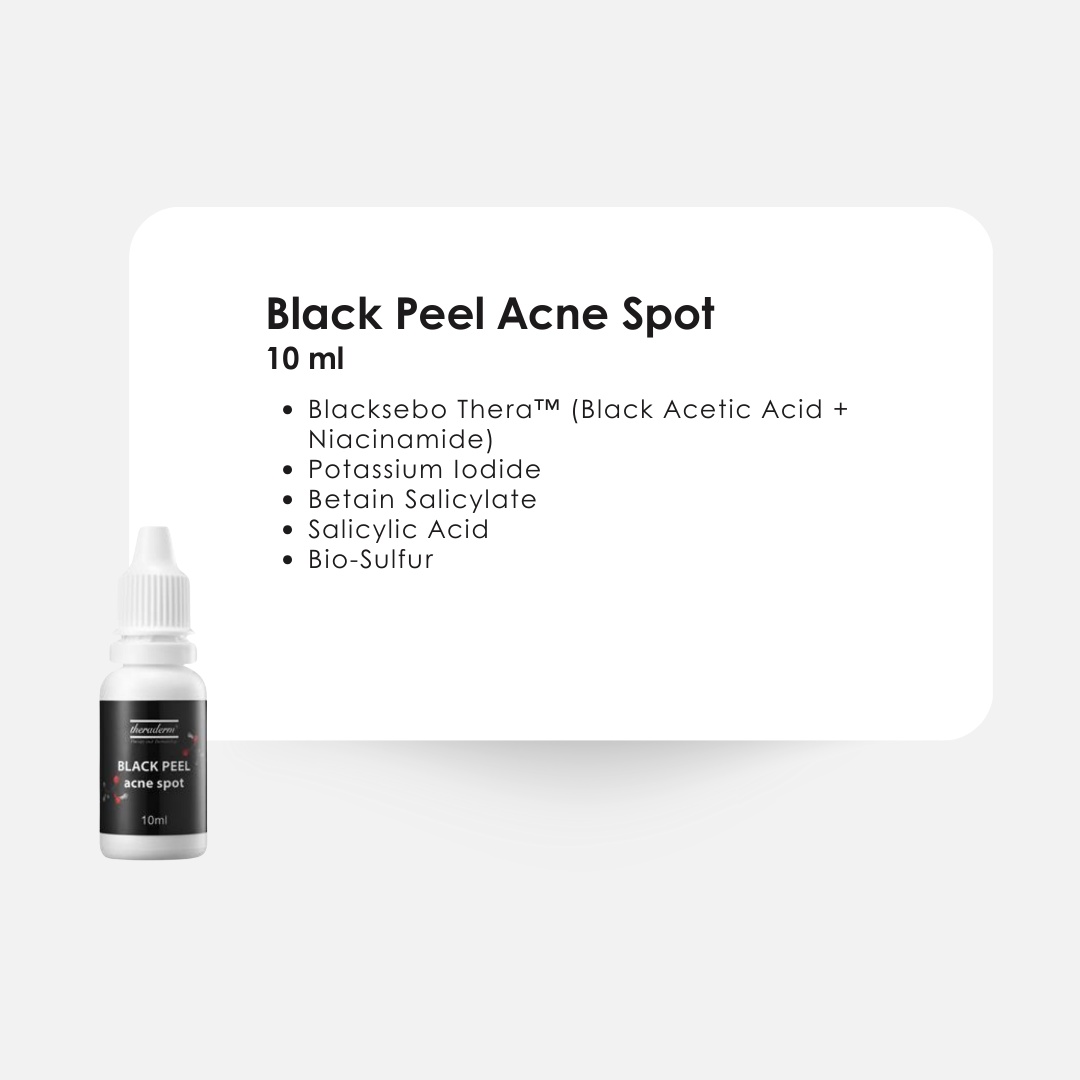 Black Peel Acne Spot
10 ml
• Blacksebo Thera™ (Black Acetic Acid +
Niacinamide)
• Potassium Iodide
• Betain Salicylate
• Salicylic Acid
• Bio-Sulfur
theraderm
BLACK PEEL
acne spot
10ml